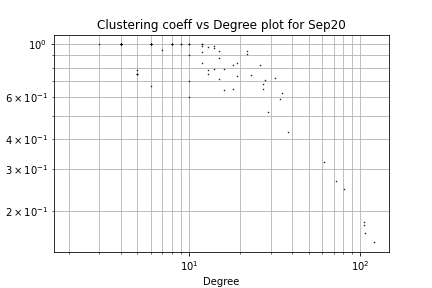 Clustering coeff vs Degree plot for Sep20
10⁰
6 × 10⁻¹
4 × 10⁻¹
3 × 10⁻¹
2 × 10⁻¹
10¹ 10²
Degree